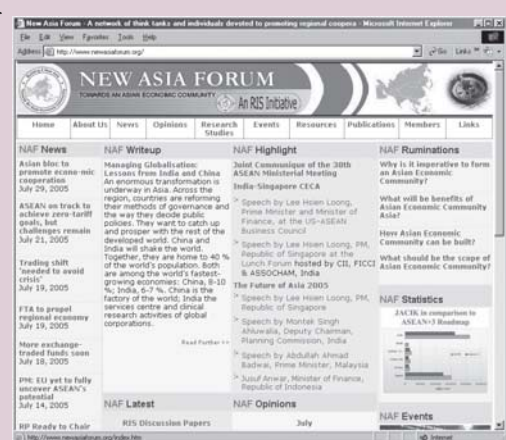 New Asia Forum - A network of think tanks and individuals devoted to promoting regional coopera - Microsoft Internet Explorer
File Edit View Favorites Tools Help
Address http://www.newasiaforum.org/ Go Links
NEW ASIA FORUM
TOWARDS AN ASIAN ECONOMIC COMMUNITY
An RIS Initiative
Home About Us News Opinions Research Studies Events Resources Publications Members Links
NAF News
Asian bloc to
promote econo-mic
cooperation
July 29, 2005
ASEAN on track to
achieve zero-tariff
goals, but
challenges remain
July 21, 2005
Trading shift
'needed to avoid
crisis'
July 19, 2005
FTA to propel
regional economy
July 19, 2005
More exchange-
traded funds soon
July 18, 2005
PM: EU yet to fully
uncover ASEAN's
potential
July 14, 2005
RP Ready to Chair
NAF Writeup
Managing Globalisation:
Lessons from India and China
An enormous transformation is
underway in Asia. Across the
region, countries are reforming
their methods of governance and
the way they decide public
policies. They want to catch up
and prosper with the rest of the
developed world. China and
India will shake the world.
Together, they are home to 40 %
of the world's population. Both
are among the world's fastest-
growing economies: China, 8-10
%; India, 6-7 %. China is the
factory of the world; India the
services centre and clinical
research activities of global
corporations.
Read Further >>
NAF Latest
RIS Discussion Papers
NAF Highlight
Joint Communique of the 38th
ASEAN Ministerial Meeting
India-Singapore CECA
> Speech by Lee Hsien Loong,
Prime Minister and Minister of
Finance, at the US-ASEAN
Business Council
> Speech by Lee Hsien Loong, PM,
Republic of Singapore at the
Lunch Forum hosted by CII, FICCI
& ASSOCHAM, India
The Future of Asia 2005
> Speech by Lee Hsien Loong, PM,
Republic of Singapore
> Speech by Montek Singh
Ahluwalia, Deputy Chairman,
Planning Commission, India
> Speech by Abdullah Ahmad
Badwai, Prime Minister, Malaysia
> Jusuf Anwar, Minister of Finance,
Republic of Indonesia
NAF Opinions
July
NAF Ruminations
Why is it imperative to form
an Asian Economic
Community?
What will be benefits of
Asian Economic Community
Asia?
How Asian Economic
Community can be built?
What should be the scope of
Asian Economic Community?
NAF Statistics
JACIK in comparison to
ASEAN+3 Roadmap
NAF Events
http://www.newasiaforum.org/index.htm Internet